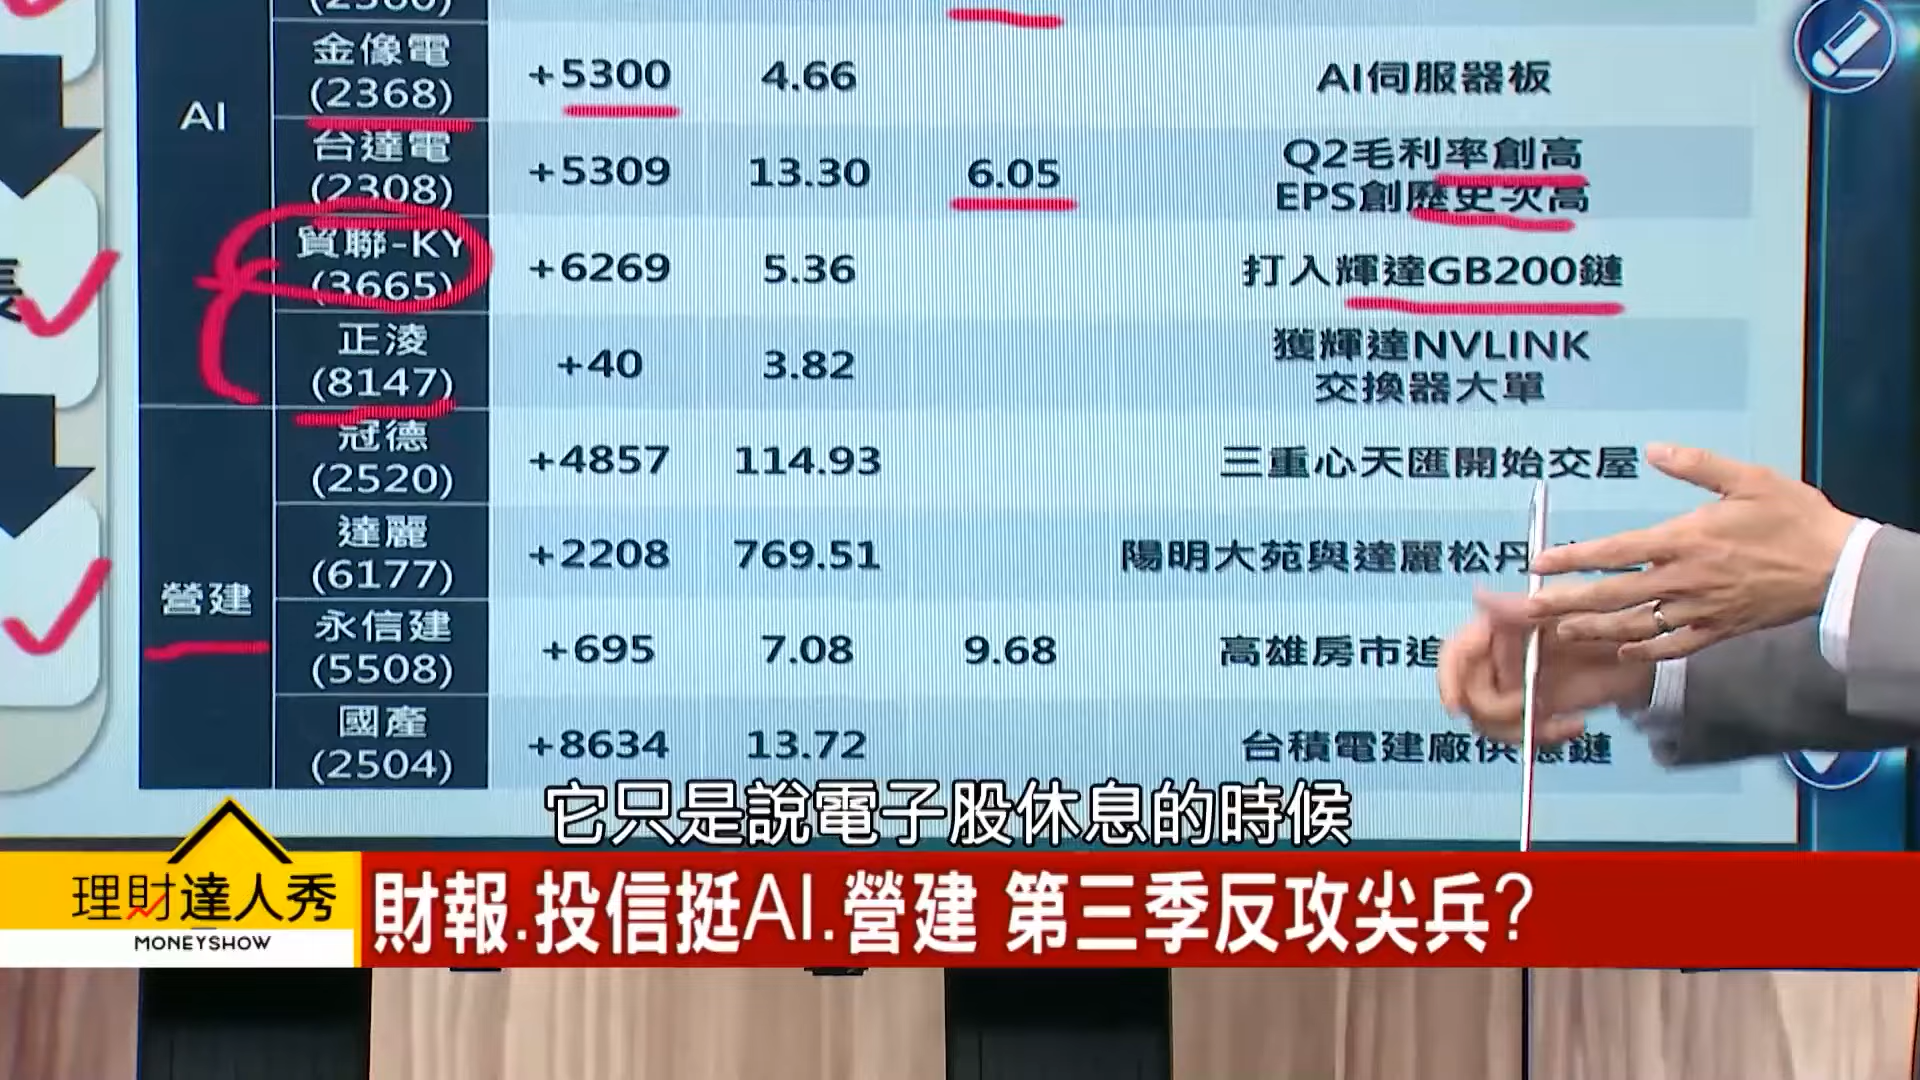 金像電
(2368)
+5300
4.66
AI伺服器板
AI
台達電
(2308)
+5309
13.30
6.05
Q2毛利率創高
EPS創歷史次高
貿聯-KY
(3665)
+6269
5.36
打入輝達GB200鏈
正淩
(8147)
+40
3.82
獲輝達NVLINK
交換器大單
冠德
(2520)
+4857
114.93
三重心天匯開始交屋
營建
達麗
(6177)
+2208
769.51
陽明大苑與達麗松丹
永信建
(5508)
+695
7.08
9.68
高雄房市追
國產
(2504)
+8634
13.72
台積電建廠供應鏈
它只是說電子股休息的時候
理財達人秀
MONEYSHOW
財報.投信挺AI.營建 第三季反攻尖兵?